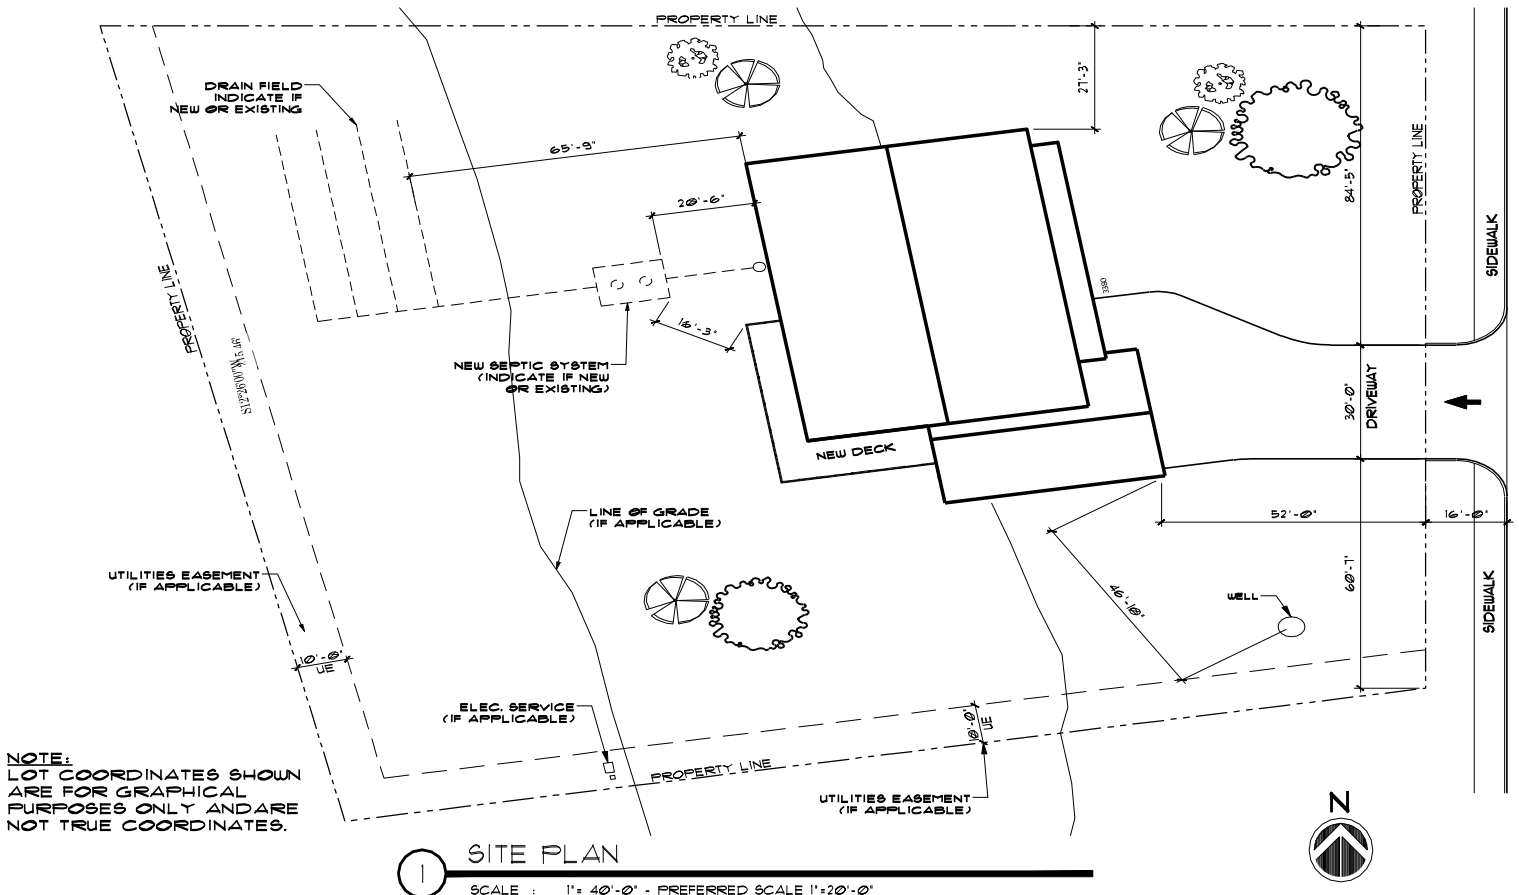 PROPERTY LINE
DRAIN FIELD
INDICATE IF
NEW OR EXISTING
65'-9"
20'-6"
27'-3"
84'-5"
PROPERTY LINE
SIDEWALK
PROPERTY LINE
3380
16'-3"
NEW SEPTIC SYSTEM
(INDICATE IF NEW
OR EXISTING)
30'-0"
DRIVEWAY
NEW DECK
LINE OF GRADE
(IF APPLICABLE)
52'-0"
16'-0"
UTILITIES EASEMENT
(IF APPLICABLE)
46'-10"
WELL
60'-7"
SIDEWALK
10'-0"
UE
ELEC. SERVICE
(IF APPLICABLE)
10'-0"
UE
PROPERTY LINE
UTILITIES EASEMENT
(IF APPLICABLE)
NOTE:
LOT COORDINATES SHOWN
ARE FOR GRAPHICAL
PURPOSES ONLY ANDARE
NOT TRUE COORDINATES.
N
1
SITE PLAN
SCALE : 1"= 40'-0" - PREFERRED SCALE 1"=20'-0"